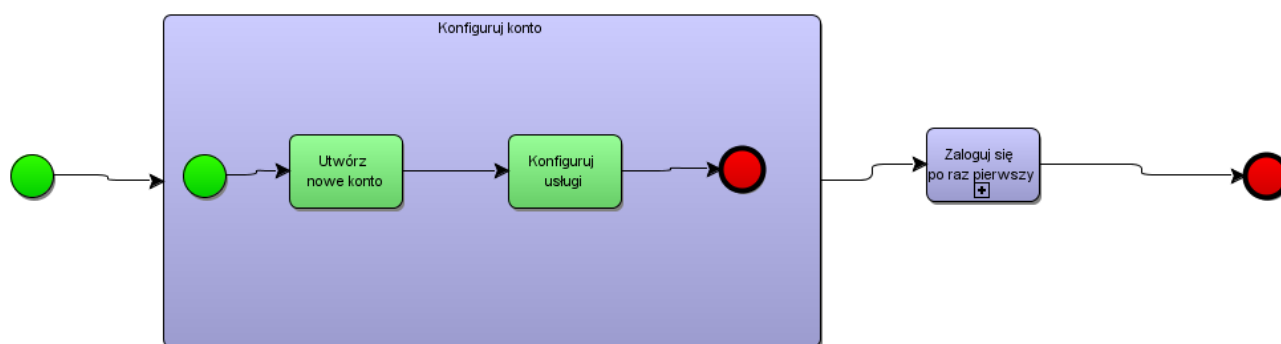 Konfiguruj konto
Utwórz
nowe konto
Konfiguruj
usługi
Zaloguj się
po raz pierwszy